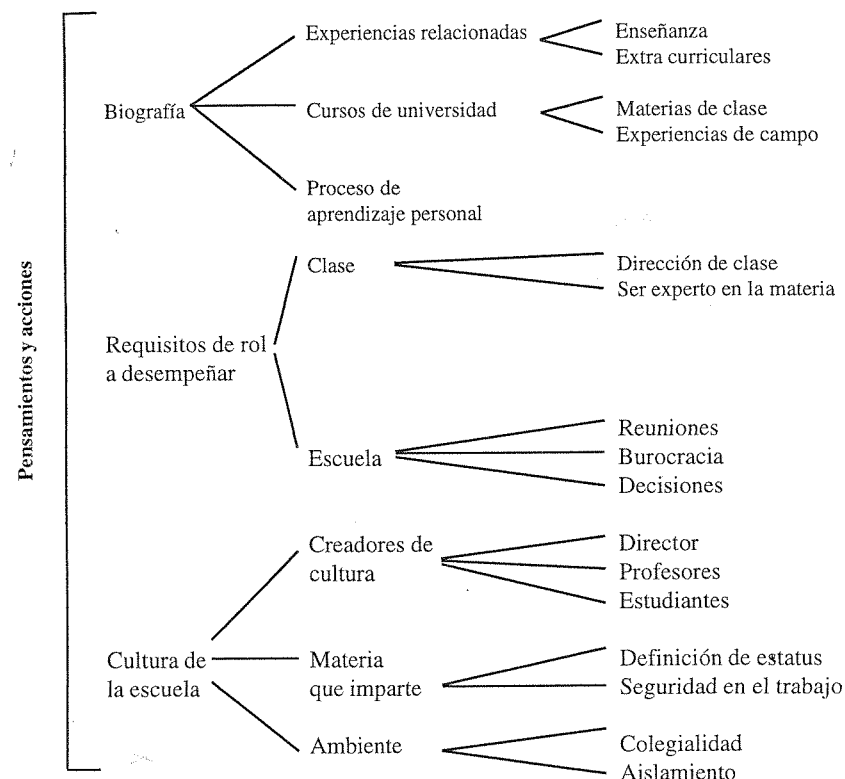 Pensamientos y acciones
Biografía
Experiencias relacionadas
Enseñanza
Extra curriculares
Cursos de universidad
Materias de clase
Experiencias de campo
Proceso de
aprendizaje personal
Requisitos de rol
a desempeñar
Clase
Dirección de clase
Ser experto en la materia
Escuela
Reuniones
Burocracia
Decisiones
Cultura de
la escuela
Creadores de
cultura
Director
Profesores
Estudiantes
Materia
que imparte
Definición de estatus
Seguridad en el trabajo
Ambiente
Colegialidad
Aislamiento